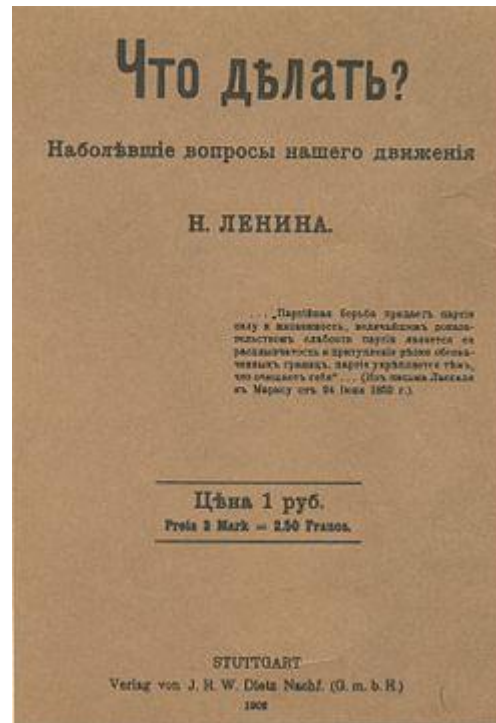 Что дѣлать?
Наболѣвшіе вопросы нашего движенія
Н. ЛЕНИНА.
. . . . „Партійная борьба придаетъ партіи
силу и жизненность, величайшимъ доказа-
тельствомъ слабости партіи является ея
расплывчатость и притупленіе рѣзко обозна-
ченныхъ границъ, партія укрѣпляется тѣмъ,
что очищаетъ себя“ . . . (Изъ письма Лассаля
къ Марксу отъ 24 іюня 1852 г.).
Цѣна 1 руб.
Preis 2 Mark = 2.50 Francs.
STUTTGART
Verlag von J. H. W. Dietz Nachf. (G. m. b. H.)
1902